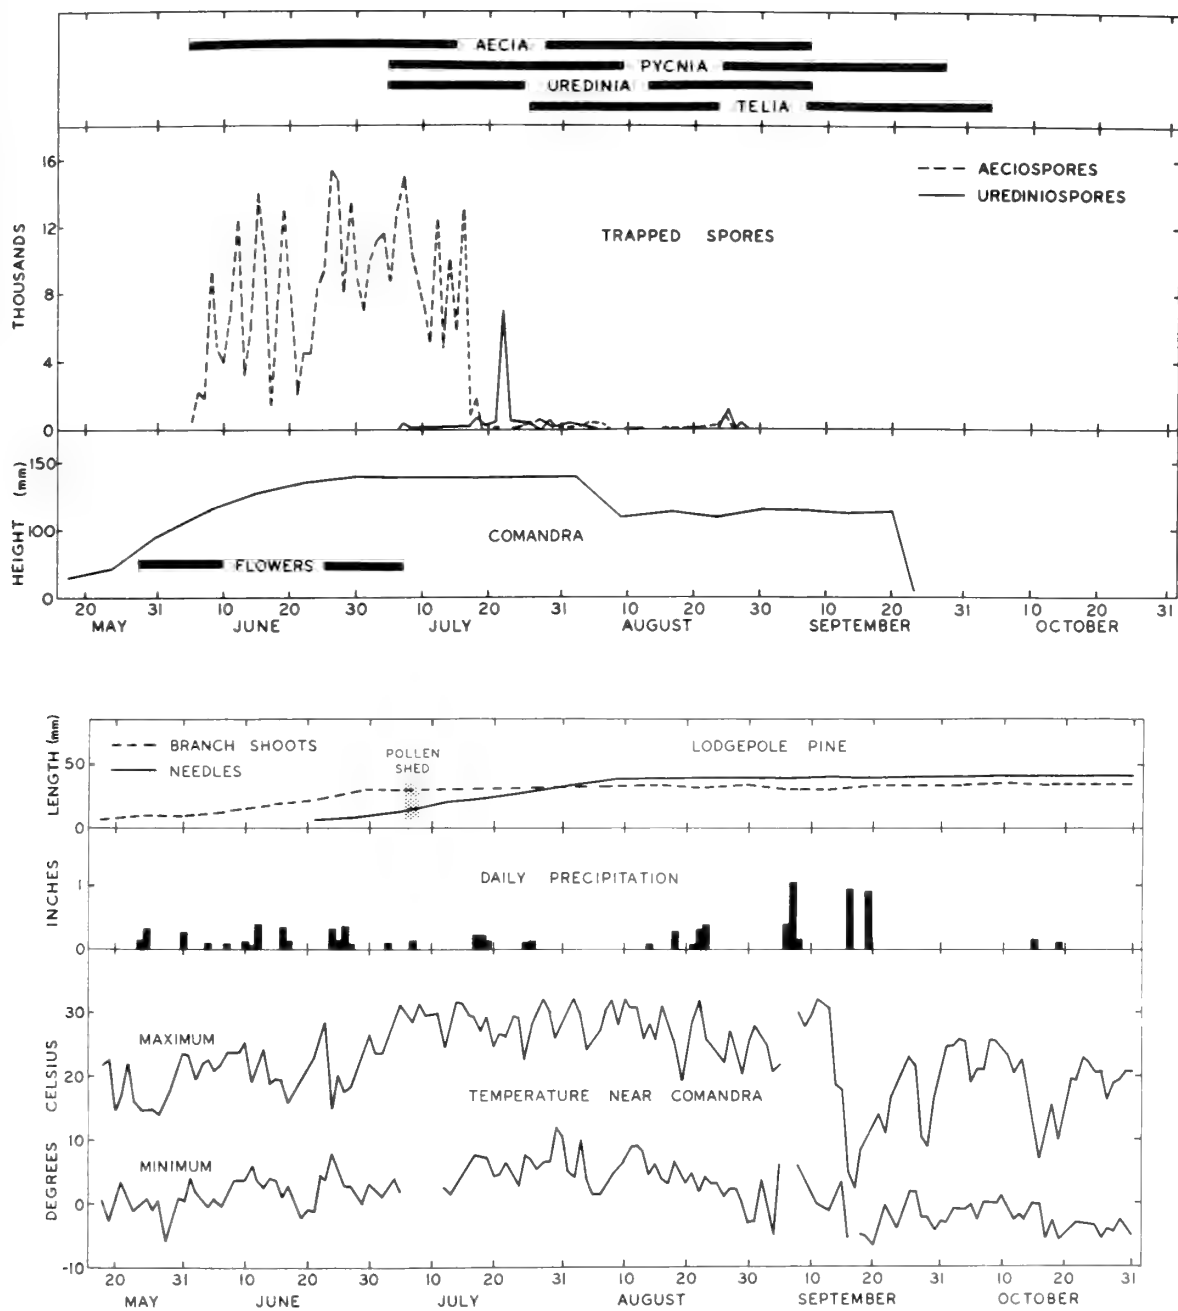 AECIA
PYCNIA
UREDINIA
TELIA
16
12
8
4
0
THOUSANDS
AECIOSPORES
UREDINIOSPORES
TRAPPED SPORES
150
100
0
HEIGHT (mm)
COMANDRA
FLOWERS
20 31 10 20 30 10 20 31 10 20 30 10 20 31 10 20 31
MAY JUNE JULY AUGUST SEPTEMBER OCTOBER
LENGTH (mm)
50
0
BRANCH SHOOTS
NEEDLES
POLLEN
SHED
LODGEPOLE PINE
INCHES
1
0
DAILY PRECIPITATION
DEGREES CELSIUS
30
20
10
0
-10
MAXIMUM
TEMPERATURE NEAR COMANDRA
MINIMUM
20 31 10 20 30 10 20 31 10 20 30 10 20 31 10 20 31
MAY JUNE JULY AUGUST SEPTEMBER OCTOBER